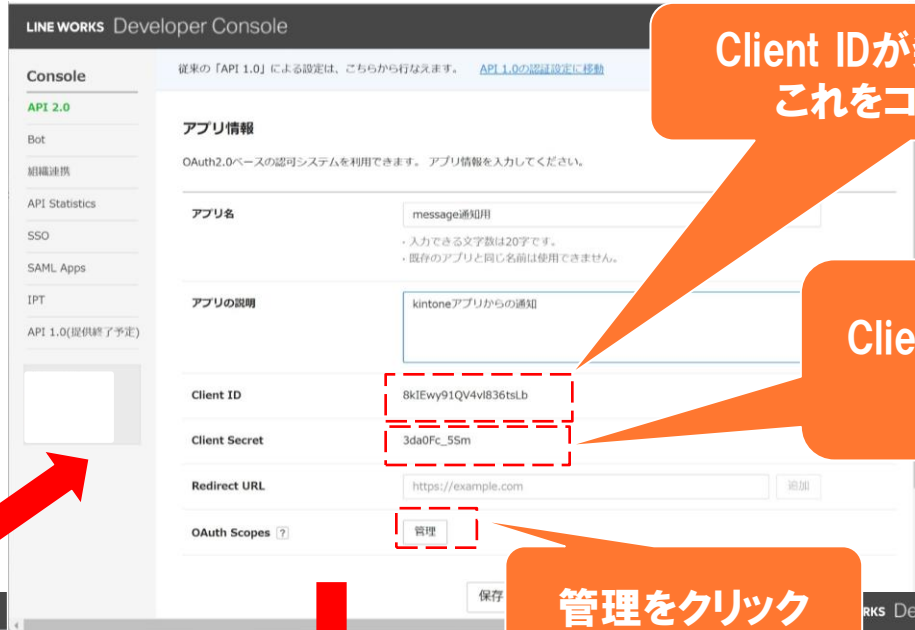 LINE WORKS Developer Console
Console
API 2.0
Bot
組織連携
API Statistics
SSO
SAML Apps
IPT
API 1.0(提供終了予定)
従来の「API 1.0」による設定は、こちらから行なえます。 API 1.0の認証設定に移動
アプリ情報
OAuth2.0ベースの認可システムを利用できます。 アプリ情報を入力してください。
アプリ名 message通知用
・入力できる文字数は20字です。
・既存のアプリと同じ名前は使用できません。
アプリの説明 kintoneアプリからの通知
Client ID 8kIEwy91QV4vl836tsLb
Client Secret 3da0Fc_5Sm
Redirect URL https://example.com 追加
OAuth Scopes ? 管理
保存
Client IDが
これをコ
Clie
管理をクリック
RKS De